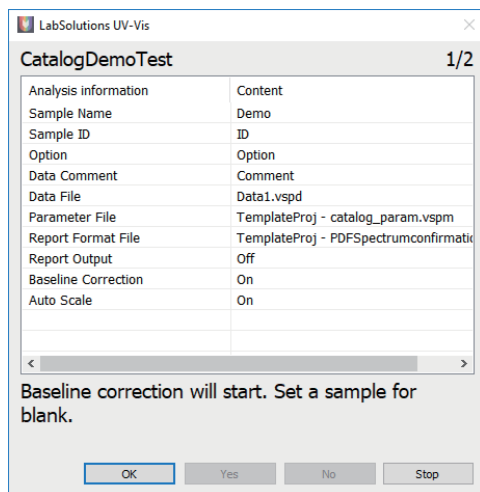 LabSolutions UV-Vis
CatalogDemoTest 1/2
Analysis information Content
Sample Name Demo
Sample ID ID
Option Option
Data Comment Comment
Data File Data1.vspd
Parameter File TemplateProj - catalog_param.vspm
Report Format File TemplateProj - PDFSpectrumconfirmatic
Report Output Off
Baseline Correction On
Auto Scale On
Baseline correction will start. Set a sample for
blank.
OK Yes No Stop